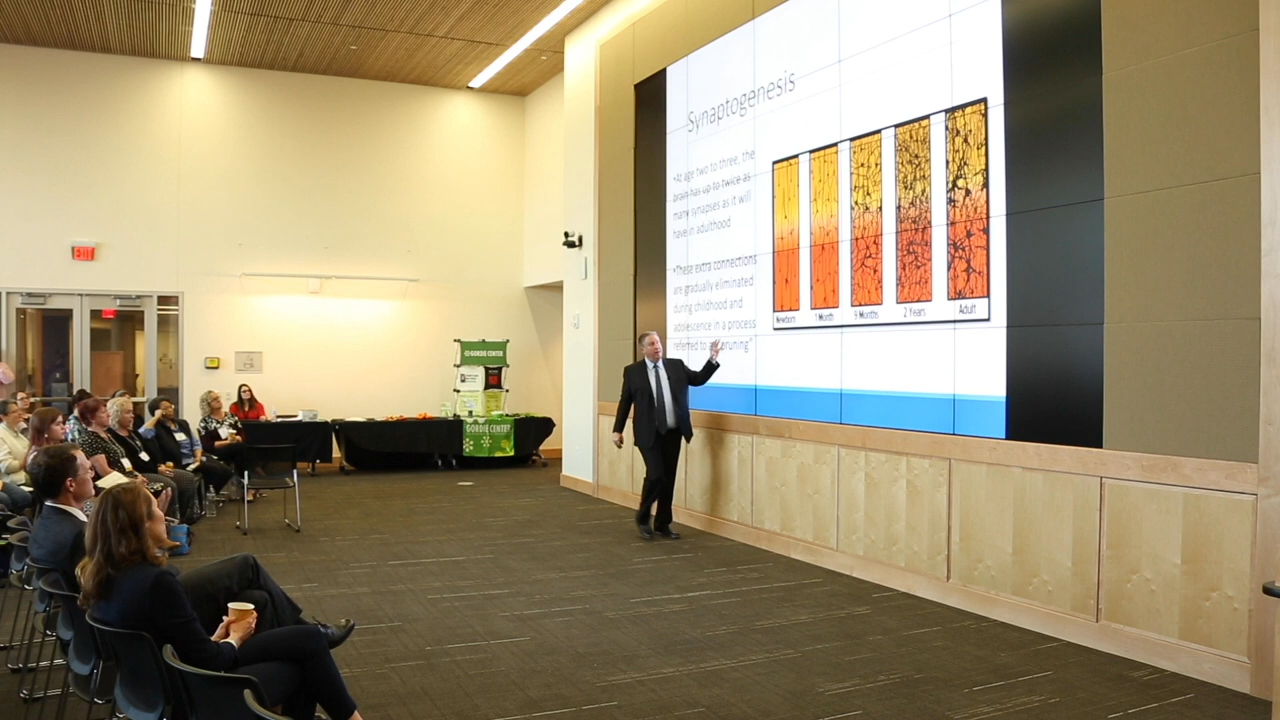 Synaptogenesis
•At age two to three, the
brain has up to twice as
many synapses as it will
have in adulthood
•These extra connections
are gradually eliminated
during childhood and
adolescence in a process
referred to as pruning"
Newborn 1 Month 9 Months 2 Years Adult
EXIT
GORDIE CENTER
GORDIE CENTER